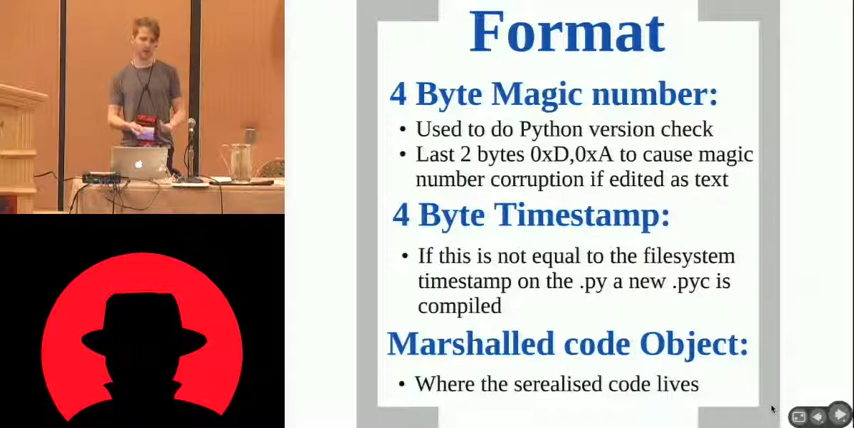 Format
4 Byte Magic number:
• Used to do Python version check
• Last 2 bytes 0xD,0xA to cause magic
number corruption if edited as text
4 Byte Timestamp:
• If this is not equal to the filesystem
timestamp on the .py a new .pyc is
compiled
Marshalled code Object:
• Where the serealised code lives